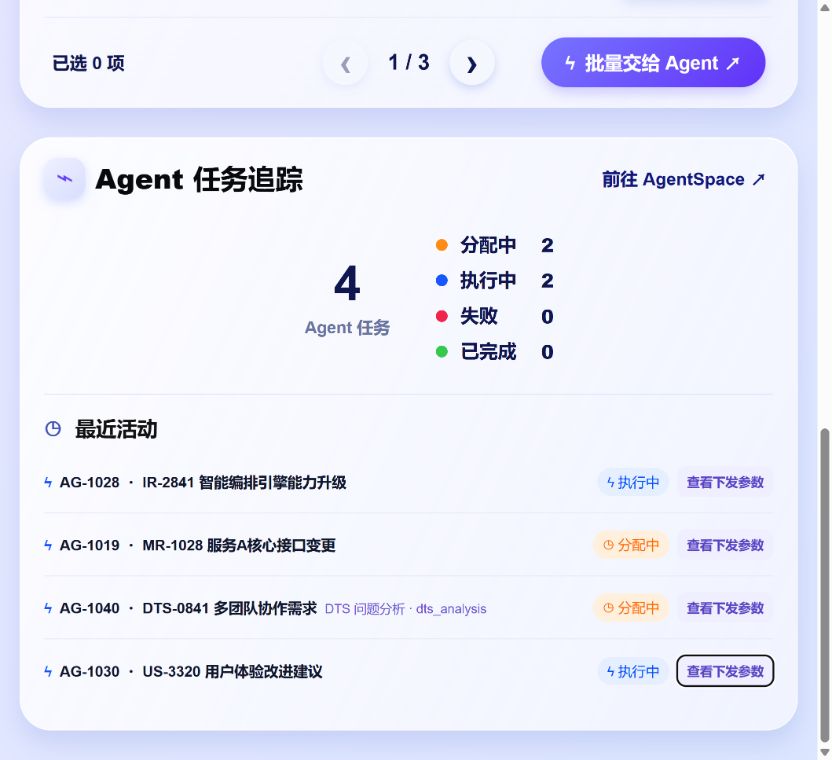 已选 0 项
❮ 1 / 3 ❯
ϟ 批量交给 Agent ↗
Agent 任务追踪
前往 AgentSpace ↗
4
Agent 任务
分配中 2
执行中 2
失败 0
已完成 0
最近活动
ϟ AG-1028 · IR-2841 智能编排引擎能力升级 ϟ 执行中 查看下发参数
ϟ AG-1019 · MR-1028 服务A核心接口变更 ◷ 分配中 查看下发参数
ϟ AG-1040 · DTS-0841 多团队协作需求 DTS 问题分析 · dts_analysis ◷ 分配中 查看下发参数
ϟ AG-1030 · US-3320 用户体验改进建议 ϟ 执行中 查看下发参数